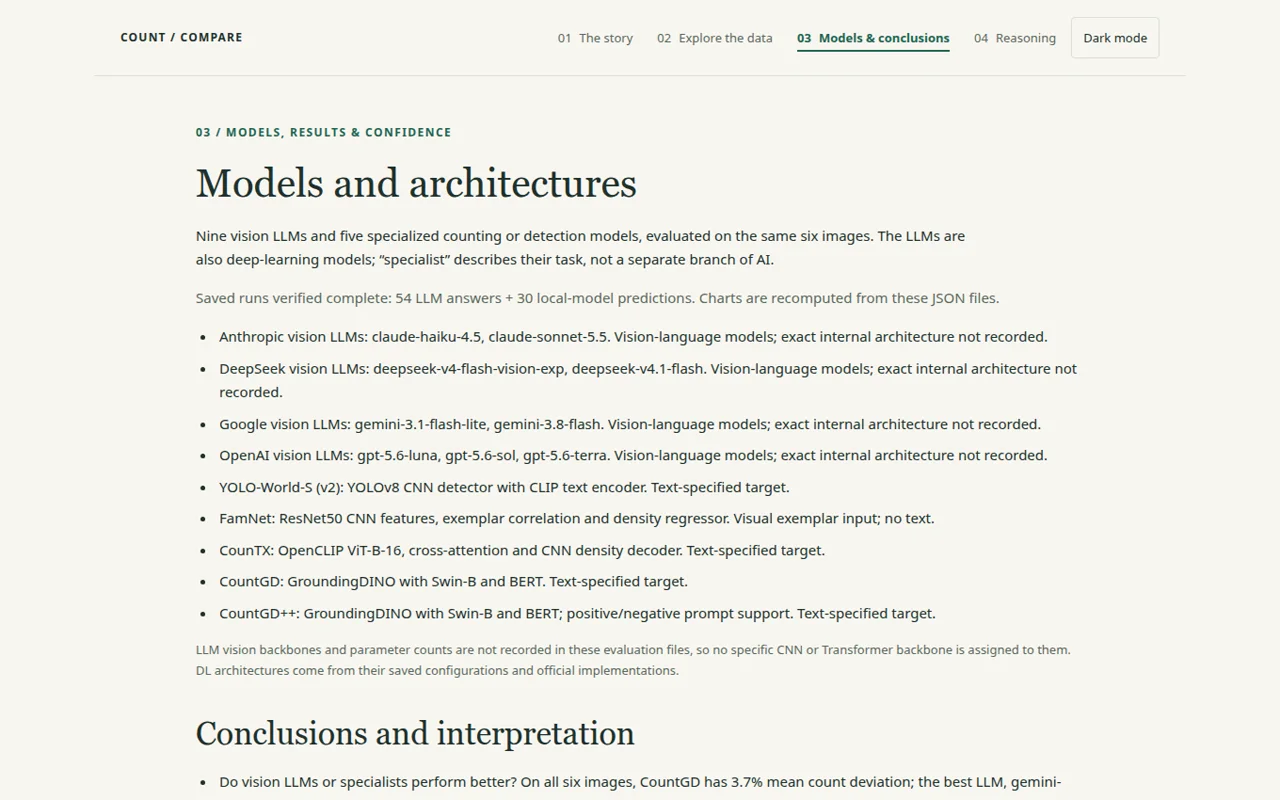 COUNT / COMPARE
01 The story
02 Explore the data
03 Models & conclusions
04 Reasoning
Dark mode
03 / MODELS, RESULTS & CONFIDENCE
Models and architectures
Nine vision LLMs and five specialized counting or detection models, evaluated on the same six images. The LLMs are
also deep-learning models; “specialist” describes their task, not a separate branch of AI.
Saved runs verified complete: 54 LLM answers + 30 local-model predictions. Charts are recomputed from these JSON files.
• Anthropic vision LLMs: claude-haiku-4.5, claude-sonnet-5.5. Vision-language models; exact internal architecture not recorded.
• DeepSeek vision LLMs: deepseek-v4-flash-vision-exp, deepseek-v4.1-flash. Vision-language models; exact internal architecture not
recorded.
• Google vision LLMs: gemini-3.1-flash-lite, gemini-3.8-flash. Vision-language models; exact internal architecture not recorded.
• OpenAI vision LLMs: gpt-5.6-luna, gpt-5.6-sol, gpt-5.6-terra. Vision-language models; exact internal architecture not recorded.
• YOLO-World-S (v2): YOLOv8 CNN detector with CLIP text encoder. Text-specified target.
• FamNet: ResNet50 CNN features, exemplar correlation and density regressor. Visual exemplar input; no text.
• CounTX: OpenCLIP ViT-B-16, cross-attention and CNN density decoder. Text-specified target.
• CountGD: GroundingDINO with Swin-B and BERT. Text-specified target.
• CountGD++: GroundingDINO with Swin-B and BERT; positive/negative prompt support. Text-specified target.
LLM vision backbones and parameter counts are not recorded in these evaluation files, so no specific CNN or Transformer backbone is assigned to them.
DL architectures come from their saved configurations and official implementations.
Conclusions and interpretation
• Do vision LLMs or specialists perform better? On all six images, CountGD has 3.7% mean count deviation; the best LLM, gemini-